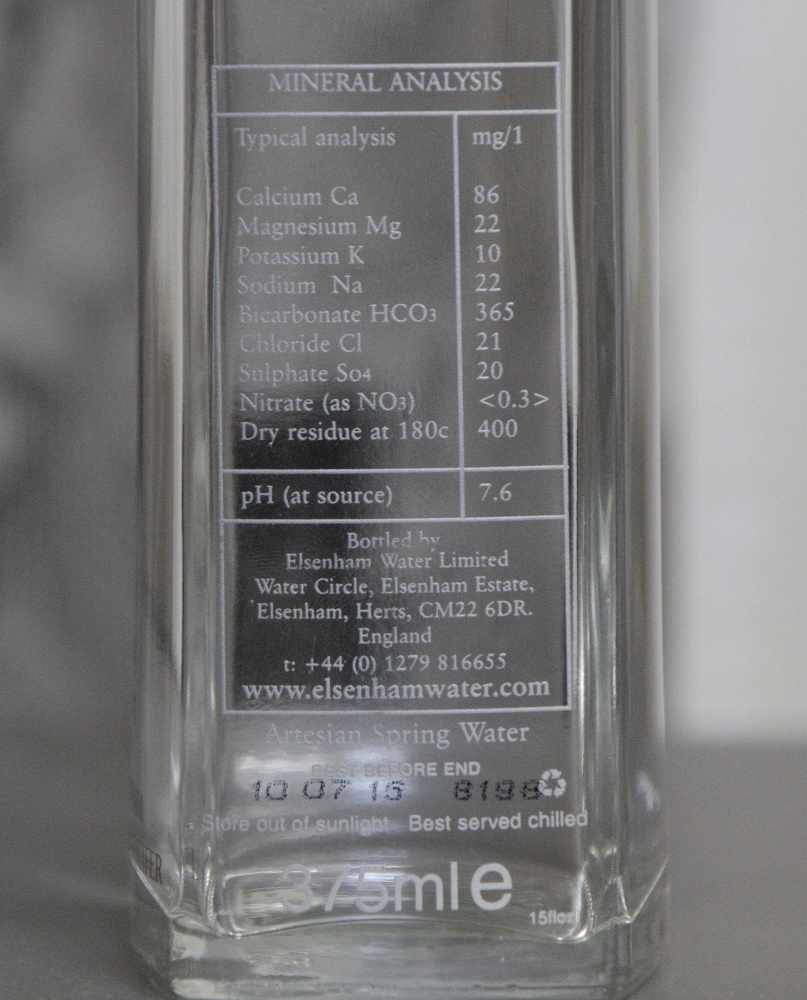 MINERAL ANALYSIS
Typical analysis mg/1
Calcium Ca 86
Magnesium Mg 22
Potassium K 10
Sodium Na 22
Bicarbonate HCO3 365
Chloride Cl 21
Sulphate So4 20
Nitrate (as NO3) <0.3>
Dry residue at 180c 400
pH (at source) 7.6
Bottled by
Elsenham Water Limited
Water Circle, Elsenham Estate,
Elsenham, Herts, CM22 6DR.
England
t: +44 (0) 1279 816655
www.elsenhamwater.com
Artesian Spring Water
BEST BEFORE END
10 07 15 8198
Store out of sunlight Best served chilled
375ml e
15floz